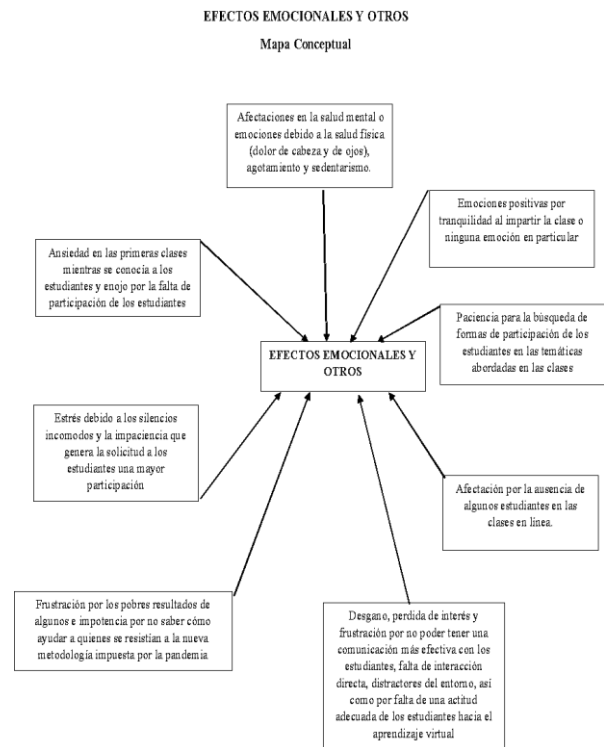 EFECTOS EMOCIONALES Y OTROS
Mapa Conceptual
Afectaciones en la salud mental o
emociones debido a la salud física
(dolor de cabeza y de ojos),
agotamiento y sedentarismo.
Emociones positivas por
tranquilidad al impartir la clase o
ninguna emoción en particular
Ansiedad en las primeras clases
mientras se conocía a los
estudiantes y enojo por la falta de
participación de los estudiantes
Paciencia para la búsqueda de
formas de participación de los
estudiantes en las temáticas
abordadas en las clases
EFECTOS EMOCIONALES Y
OTROS
Estrés debido a los silencios
incomodos y la impaciencia que
genera la solicitud a los
estudiantes una mayor
participación
Afectación por la ausencia de
algunos estudiantes en las
clases en línea.
Frustración por los pobres resultados de
algunos e impotencia por no saber cómo
ayudar a quienes se resistían a la nueva
metodología impuesta por la pandemia
Desgano, perdida de interés y
frustración por no poder tener una
comunicación más efectiva con los
estudiantes, falta de interacción
directa, distractores del entorno, así
como por falta de una actitud
adecuada de los estudiantes hacia el
aprendizaje virtual